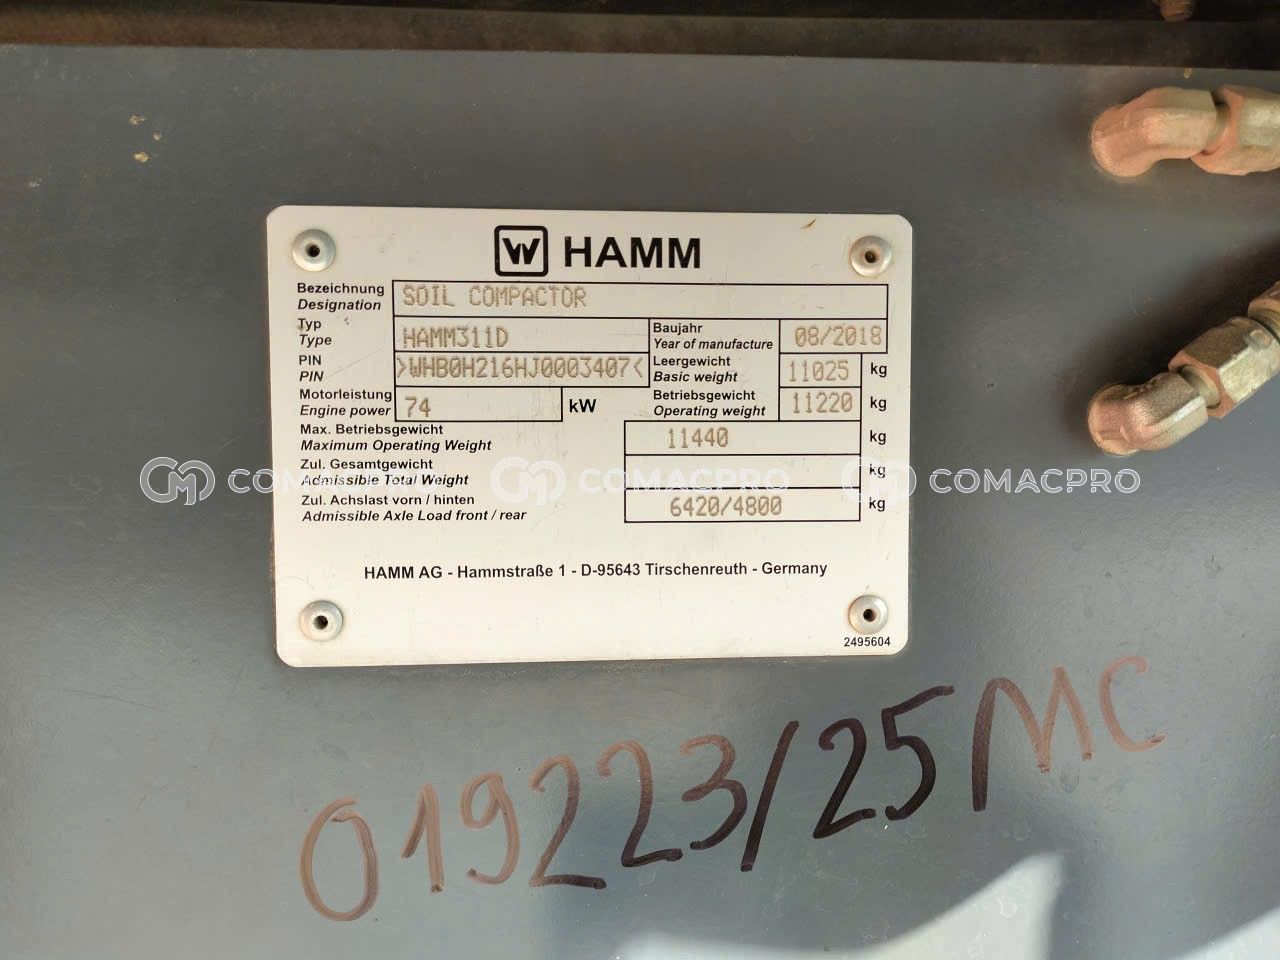 W HAMM
Bezeichnung
Designation
SOIL COMPACTOR
Typ
Type
HAMM311D
Baujahr
Year of manufacture
08/2018
PIN
PIN
>WHB0H216HJ0003407<
Leergewicht
Basic weight
11025 kg
Motorleistung
Engine power
74 kW
Betriebsgewicht
Operating weight
11220 kg
Max. Betriebsgewicht
Maximum Operating Weight
11440 kg
Zul. Gesamtgewicht
Admissible Total Weight
kg
Zul. Achslast vorn / hinten
Admissible Axle Load front / rear
6420/4800 kg
COMACPRO COMACPRO COMACPRO
HAMM AG - Hammstraße 1 - D-95643 Tirschenreuth - Germany
2495604
019223/25MC